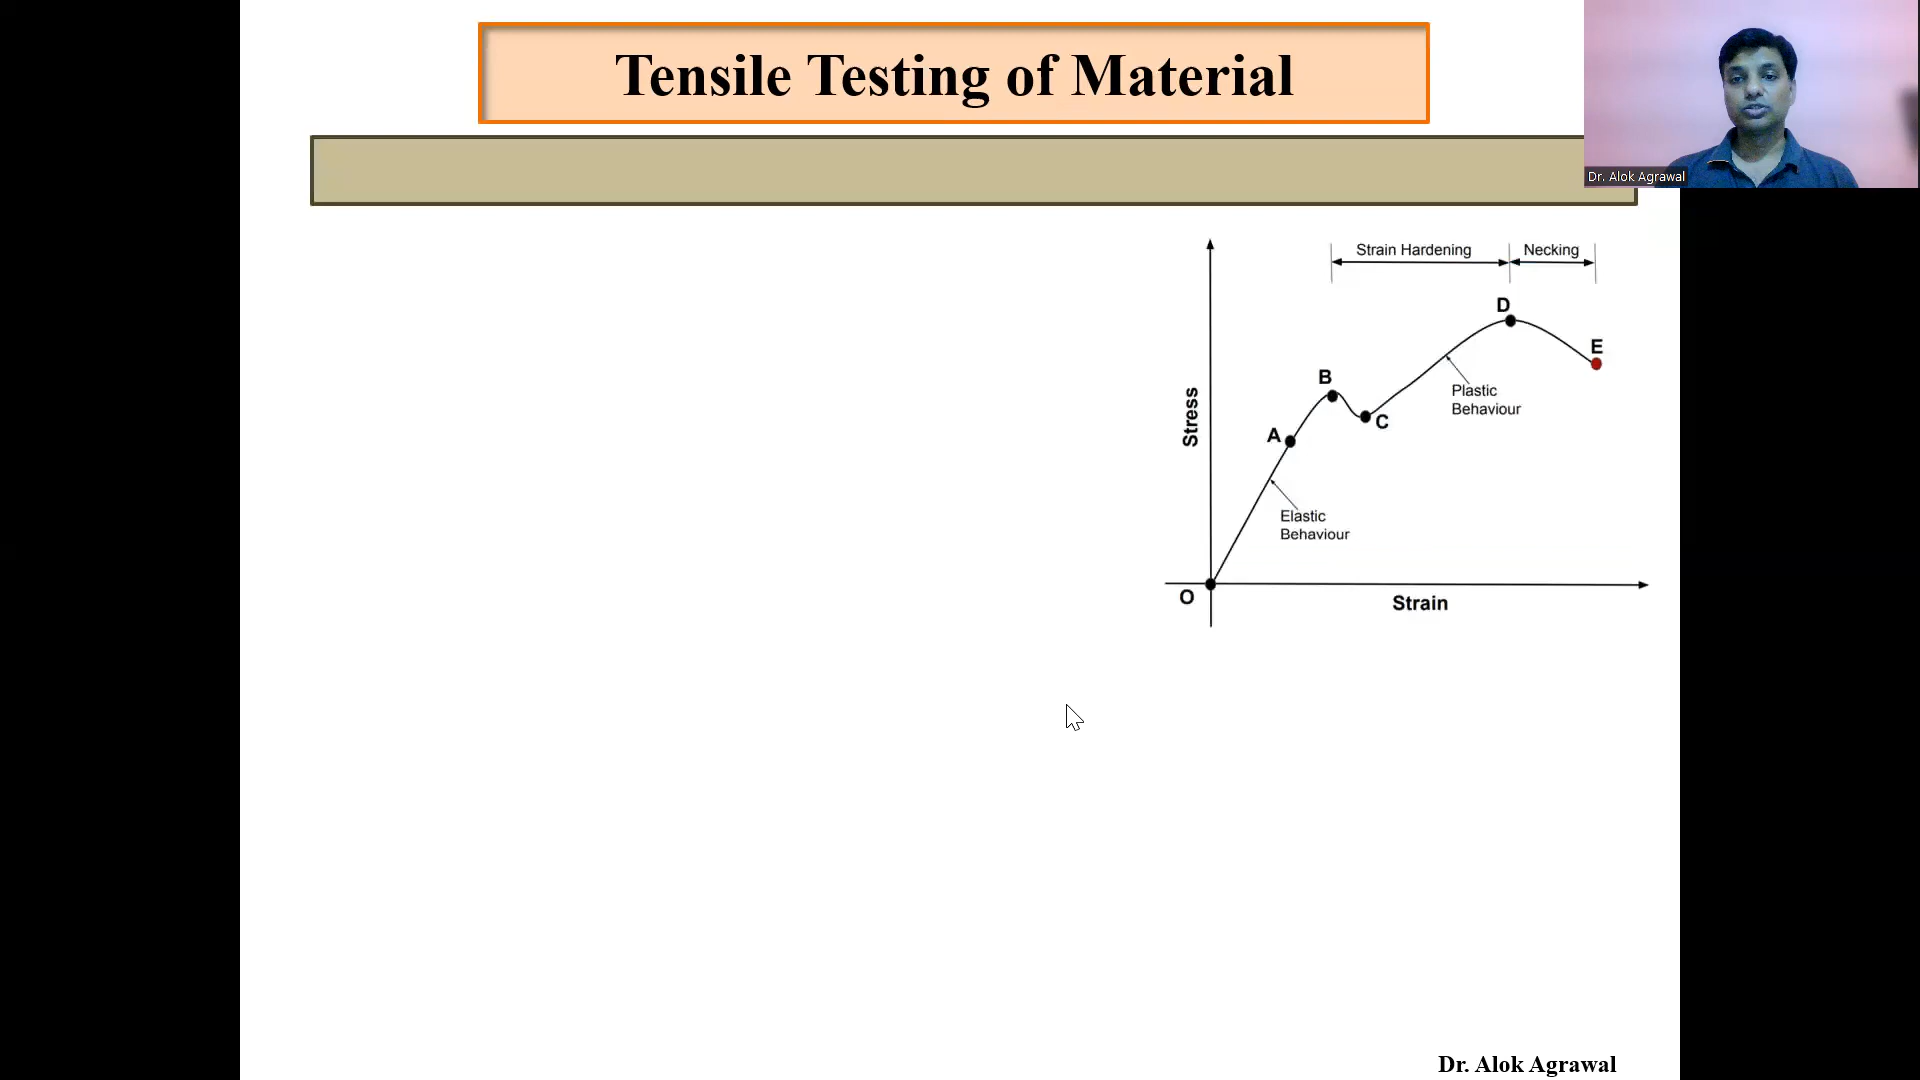 Tensile Testing of Material
Dr. Alok Agrawal
Strain Hardening
Necking
D
E
B
Plastic
Behaviour
C
A
Stress
Elastic
Behaviour
O
Strain
Dr. Alok Agrawal